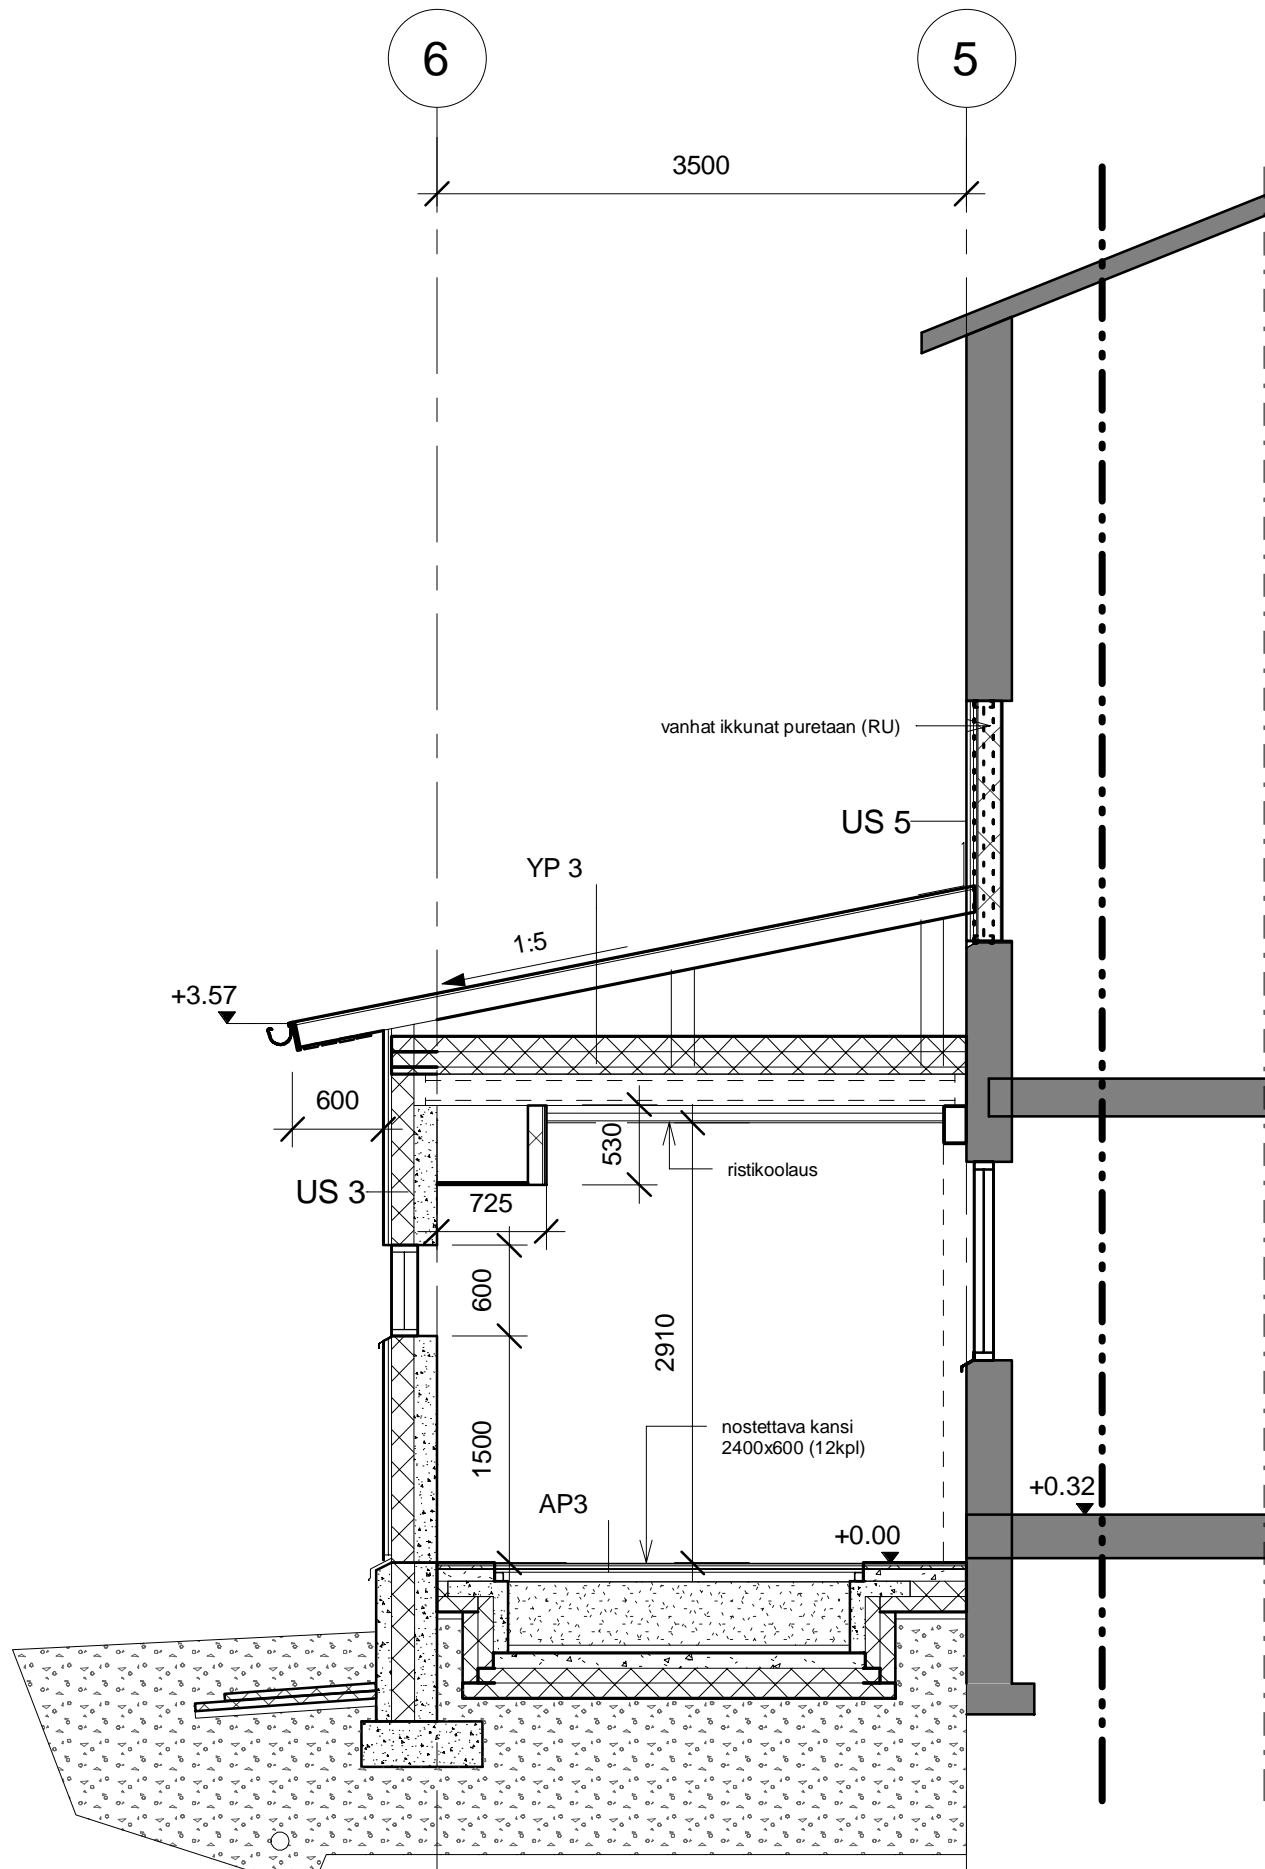 6
5
3500
vanhat ikkunat puretaan (RU)
US 5
YP 3
1:5
+3.57
600
530
ristikoolaus
US 3
725
600
2910
1500
nostettava kansi
2400x600 (12kpl)
AP3
+0.32
+0.00